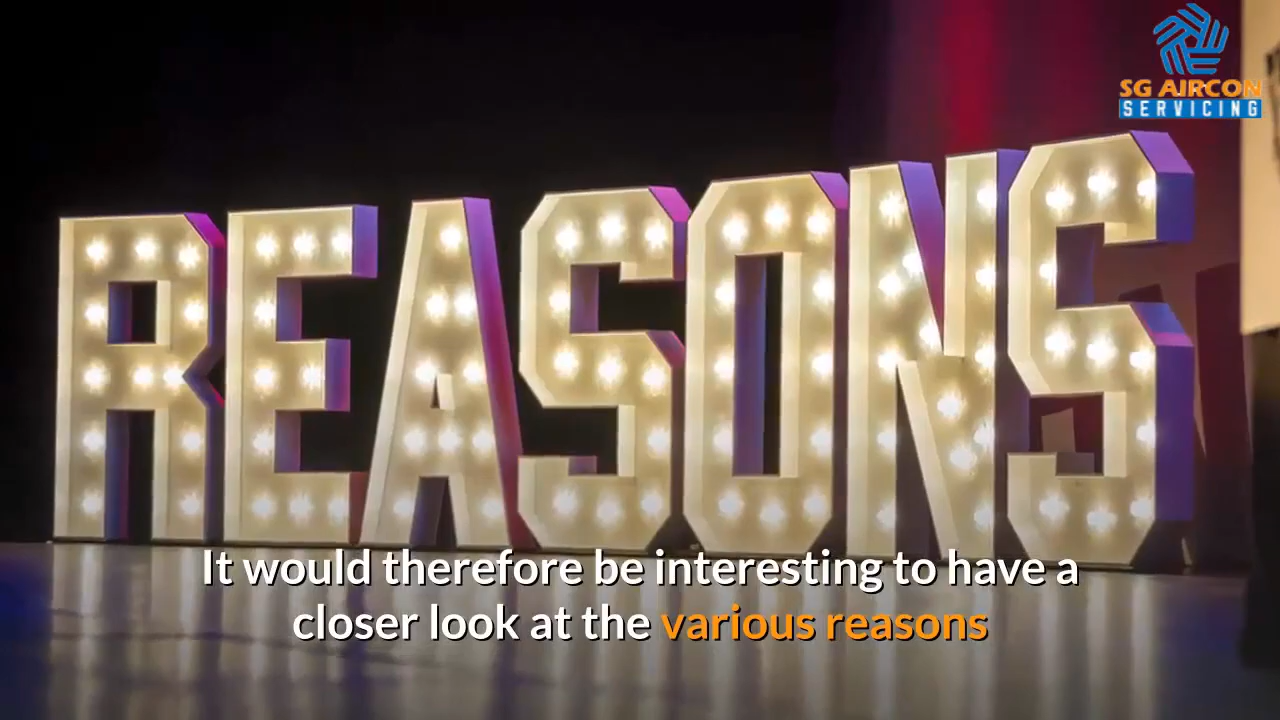 SG AIRCON
SERVICING
REASONS
It would therefore be interesting to have a
closer look at the various reasons